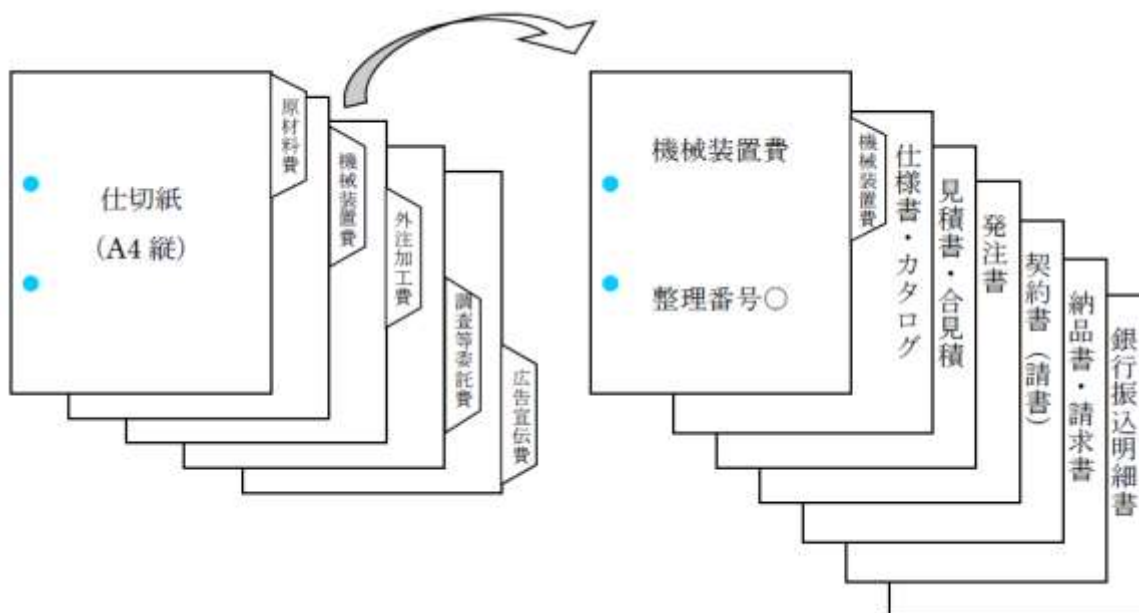 仕切紙
（A4 縦）
原材料費
機械装置費
外注加工費
調査等委託費
広告宣伝費
機械装置費
整理番号○
機械装置費
仕様書・カタログ
見積書・合見積
発注書
契約書（請書）
納品書・請求書
銀行振込明細書